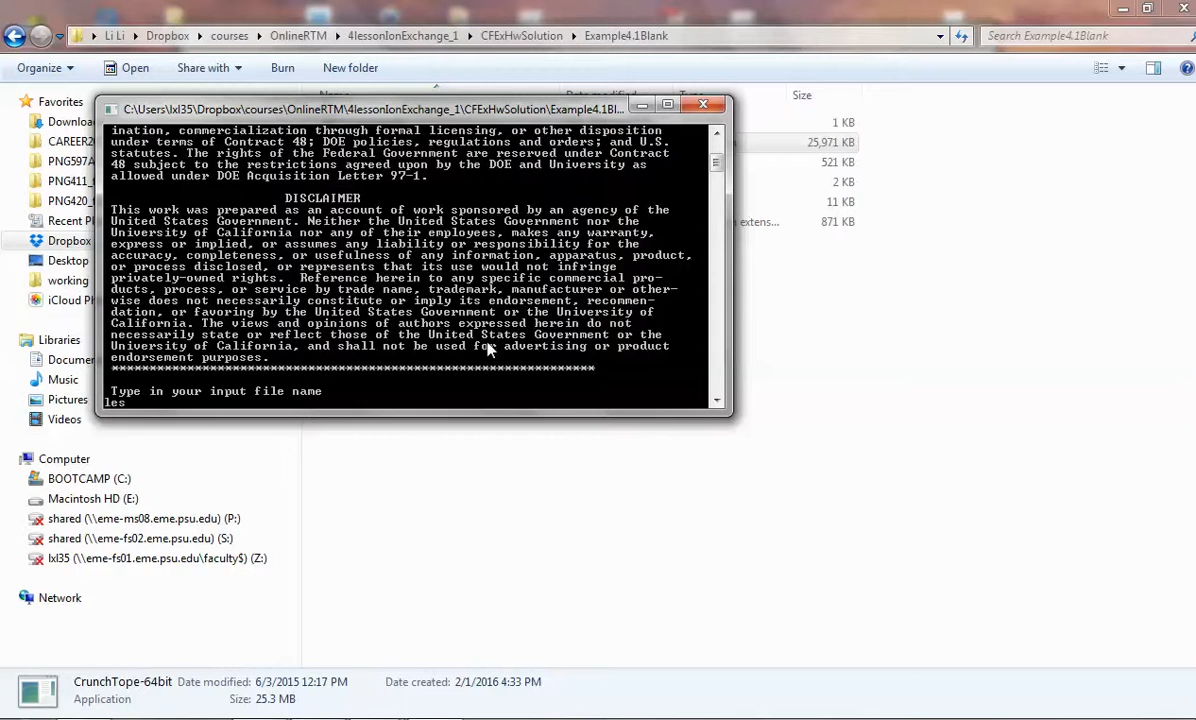 Li Li
Dropbox
courses
OnlineRTM
4lessonIonExchange_1
CFExHwSolution
Example4.1Blank
Search Example4.1Blank
Organize
Open
Share with
Burn
New folder
Favorites
Downloa
CAREER20
PNG597A
PNG411_
PNG420_
Recent P
Dropbox
Desktop
working
iCloud Ph
Libraries
Documen
Music
Pictures
Videos
Computer
BOOTCAMP (C:)
Macintosh HD (E:)
shared (\\eme-ms08.eme.psu.edu) (P:)
shared (\\eme-fs02.eme.psu.edu) (S:)
lxl35 (\\eme-fs01.eme.psu.edu\faculty$) (Z:)
Network
Size
1 KB
25,971 KB
521 KB
2 KB
11 KB
e extens... 871 KB
C:\Users\lxl35\Dropbox\courses\OnlineRTM\4lessonIonExchange_1\CFExHwSolution\Example4.1Bl...
ination, commercialization through formal licensing, or other disposition
under terms of Contract 48; DOE policies, regulations and orders; and U.S.
statutes. The rights of the Federal Government are reserved under Contract
48 subject to the restrictions agreed upon by the DOE and University as
allowed under DOE Acquisition Letter 97-1.
DISCLAIMER
This work was prepared as an account of work sponsored by an agency of the
United States Government. Neither the United States Government nor the
University of California nor any of their employees, makes any warranty,
express or implied, or assumes any liability or responsibility for the
accuracy, completeness, or usefulness of any information, apparatus, product,
or process disclosed, or represents that its use would not infringe
privately-owned rights. Reference herein to any specific commercial pro-
ducts, process, or service by trade name, trademark, manufacturer or other-
wise does not necessarily constitute or imply its endorsement, recommen-
dation, or favoring by the United States Government or the University of
California. The views and opinions of authors expressed herein do not
necessarily state or reflect those of the United States Government or the
University of California, and shall not be used for advertising or product
endorsement purposes.
****************************************************************
Type in your input file name
les
CrunchTope-64bit Date modified: 6/3/2015 12:17 PM Date created: 2/1/2016 4:33 PM
Application Size: 25.3 MB